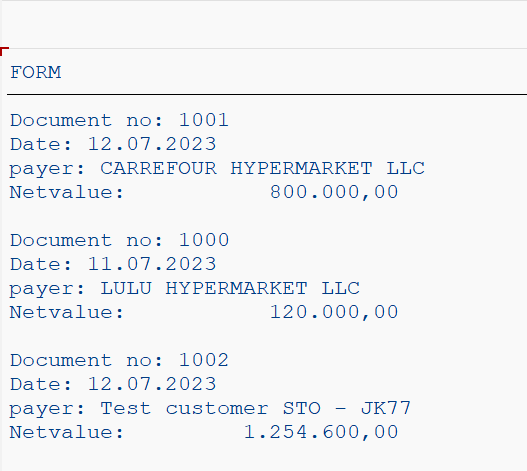 FORM
Document no: 1001
Date: 12.07.2023
payer: CARREFOUR HYPERMARKET LLC
Netvalue: 800.000,00
Document no: 1000
Date: 11.07.2023
payer: LULU HYPERMARKET LLC
Netvalue: 120.000,00
Document no: 1002
Date: 12.07.2023
payer: Test customer STO - JK77
Netvalue: 1.254.600,00